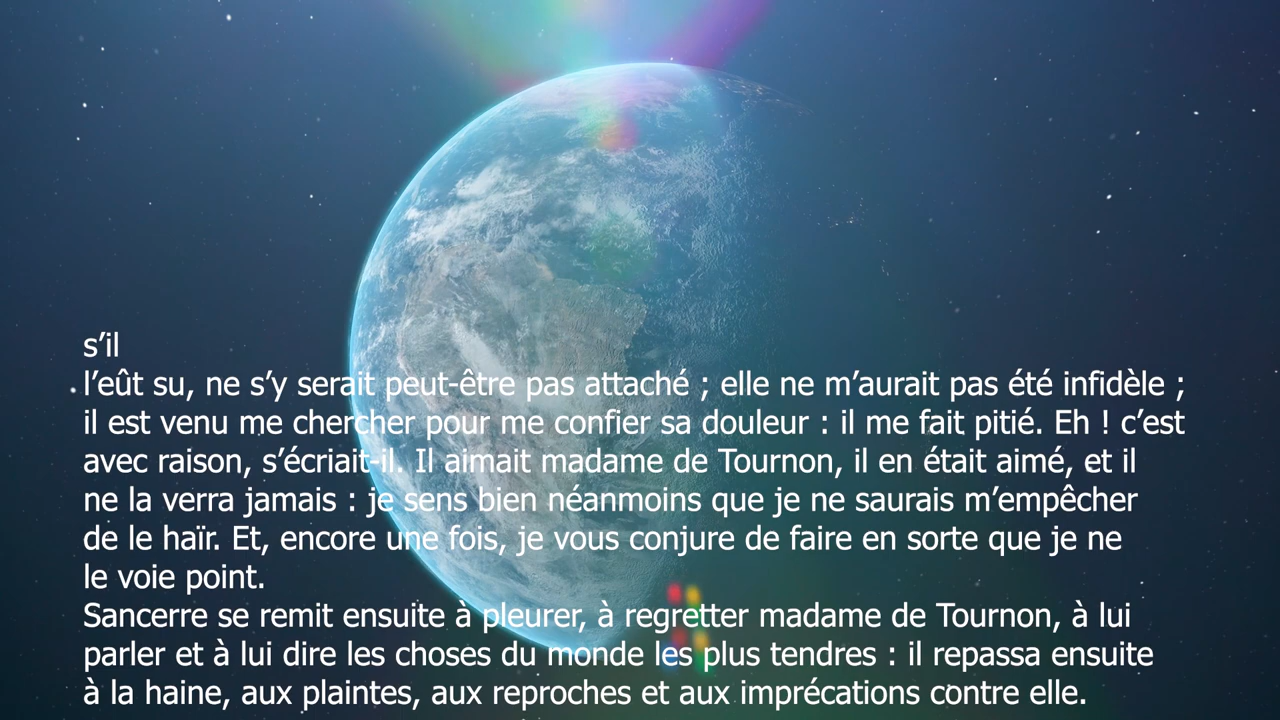 s’il
l’eût su, ne s’y serait peut-être pas attaché ; elle ne m’aurait pas été infidèle ;
il est venu me chercher pour me confier sa douleur : il me fait pitié. Eh ! c’est
avec raison, s’écriait-il. Il aimait madame de Tournon, il en était aimé, et il
ne la verra jamais : je sens bien néanmoins que je ne saurais m’empêcher
de le haïr. Et, encore une fois, je vous conjure de faire en sorte que je ne
le voie point.
Sancerre se remit ensuite à pleurer, à regretter madame de Tournon, à lui
parler et à lui dire les choses du monde les plus tendres : il repassa ensuite
à la haine, aux plaintes, aux reproches et aux imprécations contre elle.